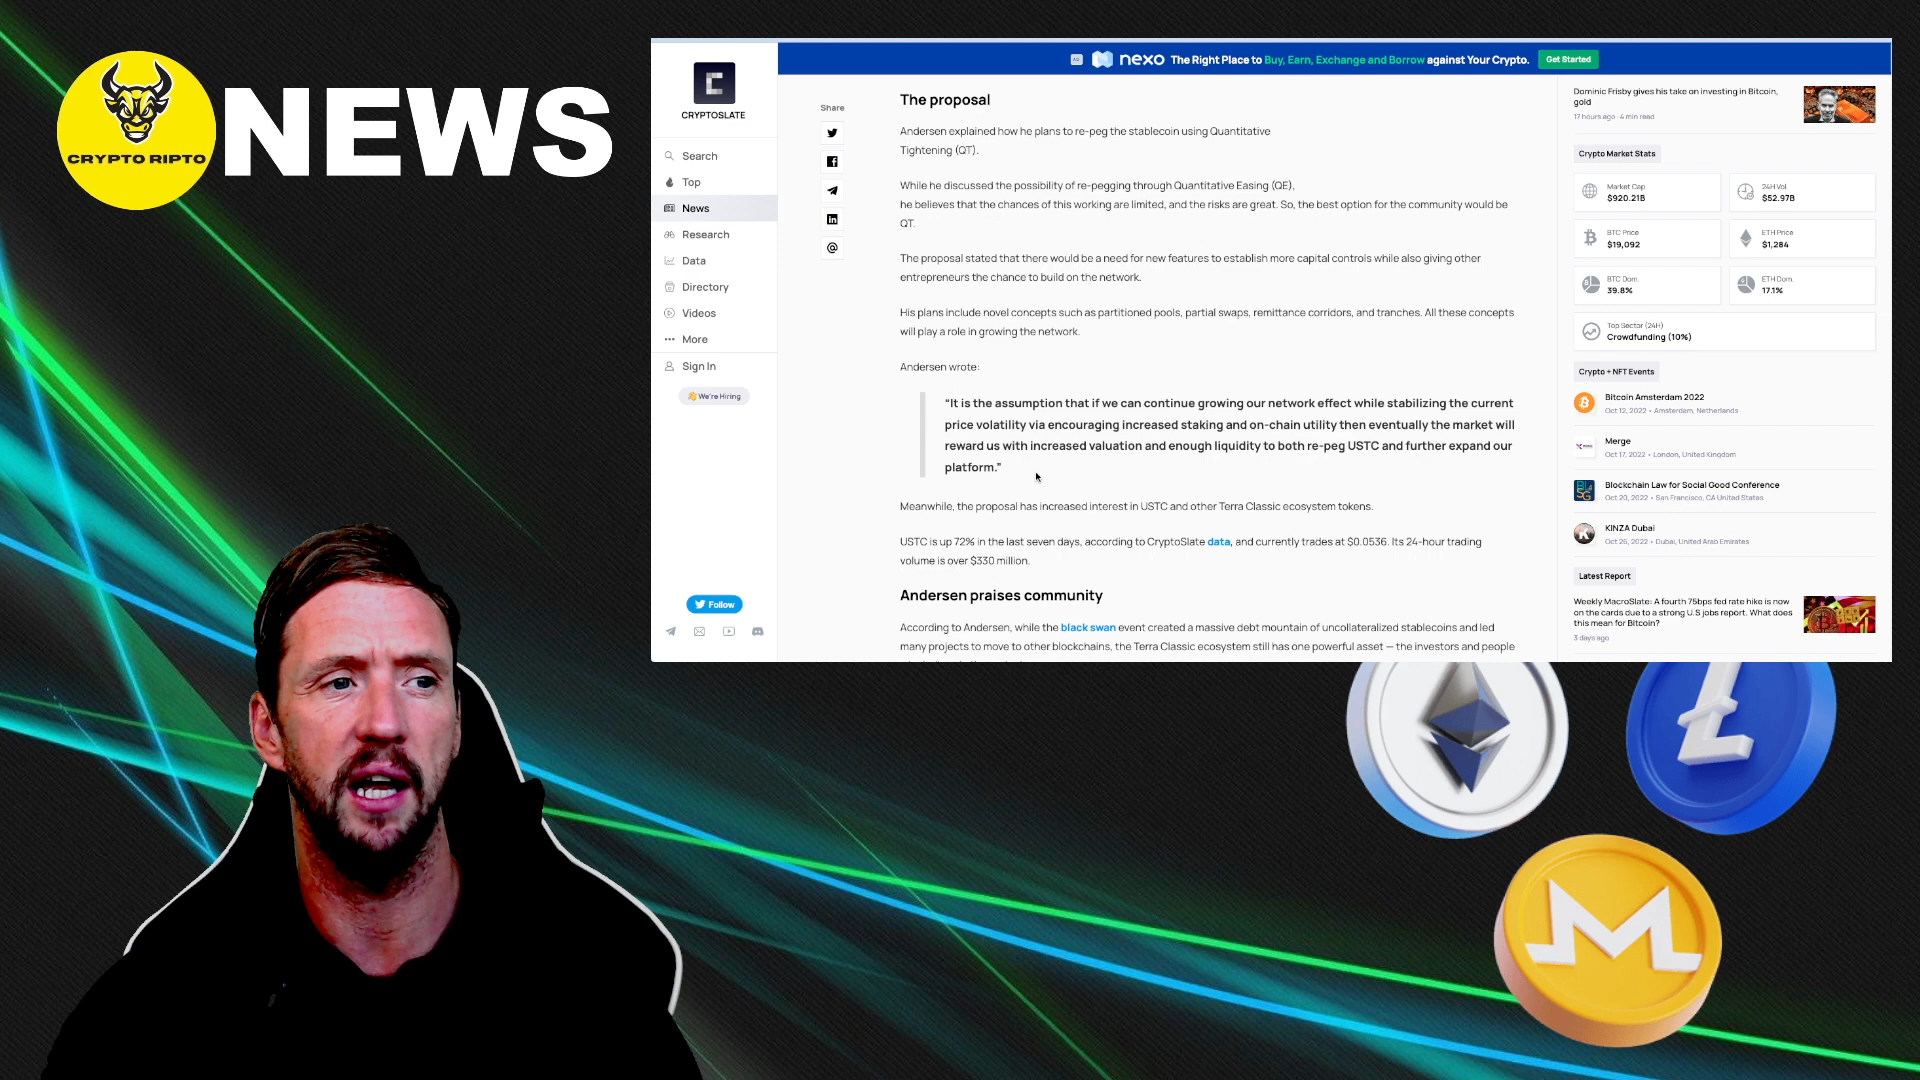 CRYPTO RIPTO
NEWS
CRYPTOSLATE
Search
Top
News
Research
Data
Directory
Videos
More
Sign In
We're Hiring
Follow
nexo The Right Place to Buy, Earn, Exchange and Borrow against Your Crypto. Get Started
Share
The proposal
Andersen explained how he plans to re-peg the stablecoin using Quantitative
Tightening (QT).
While he discussed the possibility of re-pegging through Quantitative Easing (QE),
he believes that the chances of this working are limited, and the risks are great. So, the best option for the community would be
QT.
The proposal stated that there would be a need for new features to establish more capital controls while also giving other
entrepreneurs the chance to build on the network.
His plans include novel concepts such as partitioned pools, partial swaps, remittance corridors, and tranches. All these concepts
will play a role in growing the network.
Andersen wrote:
“It is the assumption that if we can continue growing our network effect while stabilizing the current
price volatility via encouraging increased staking and on-chain utility then eventually the market will
reward us with increased valuation and enough liquidity to both re-peg USTC and further expand our
platform.”
Meanwhile, the proposal has increased interest in USTC and other Terra Classic ecosystem tokens.
USTC is up 72% in the last seven days, according to CryptoSlate data, and currently trades at $0.0536. Its 24-hour trading
volume is over $330 million.
Andersen praises community
According to Andersen, while the black swan event created a massive debt mountain of uncollateralized stablecoins and led
many projects to move to other blockchains, the Terra Classic ecosystem still has one powerful asset — the investors and people
Dominic Frisby gives his take on investing in Bitcoin,
gold
17 hours ago · 4 min read
Crypto Market Stats
Market Cap
$920.21B
24H Vol.
$52.97B
BTC Price
$19,092
ETH Price
$1,284
BTC Dom.
39.8%
ETH Dom.
17.1%
Top Sector (24H)
Crowdfunding (10%)
Crypto + NFT Events
Bitcoin Amsterdam 2022
Oct 12, 2022 • Amsterdam, Netherlands
Merge
Oct 17, 2022 • London, United Kingdom
Blockchain Law for Social Good Conference
Oct 20, 2022 • San Francisco, CA United States
KINZA Dubai
Oct 26, 2022 • Dubai, United Arab Emirates
Latest Report
Weekly MacroSlate: A fourth 75bps fed rate hike is now
on the cards due to a strong U.S jobs report. What does
this mean for Bitcoin?
3 days ago